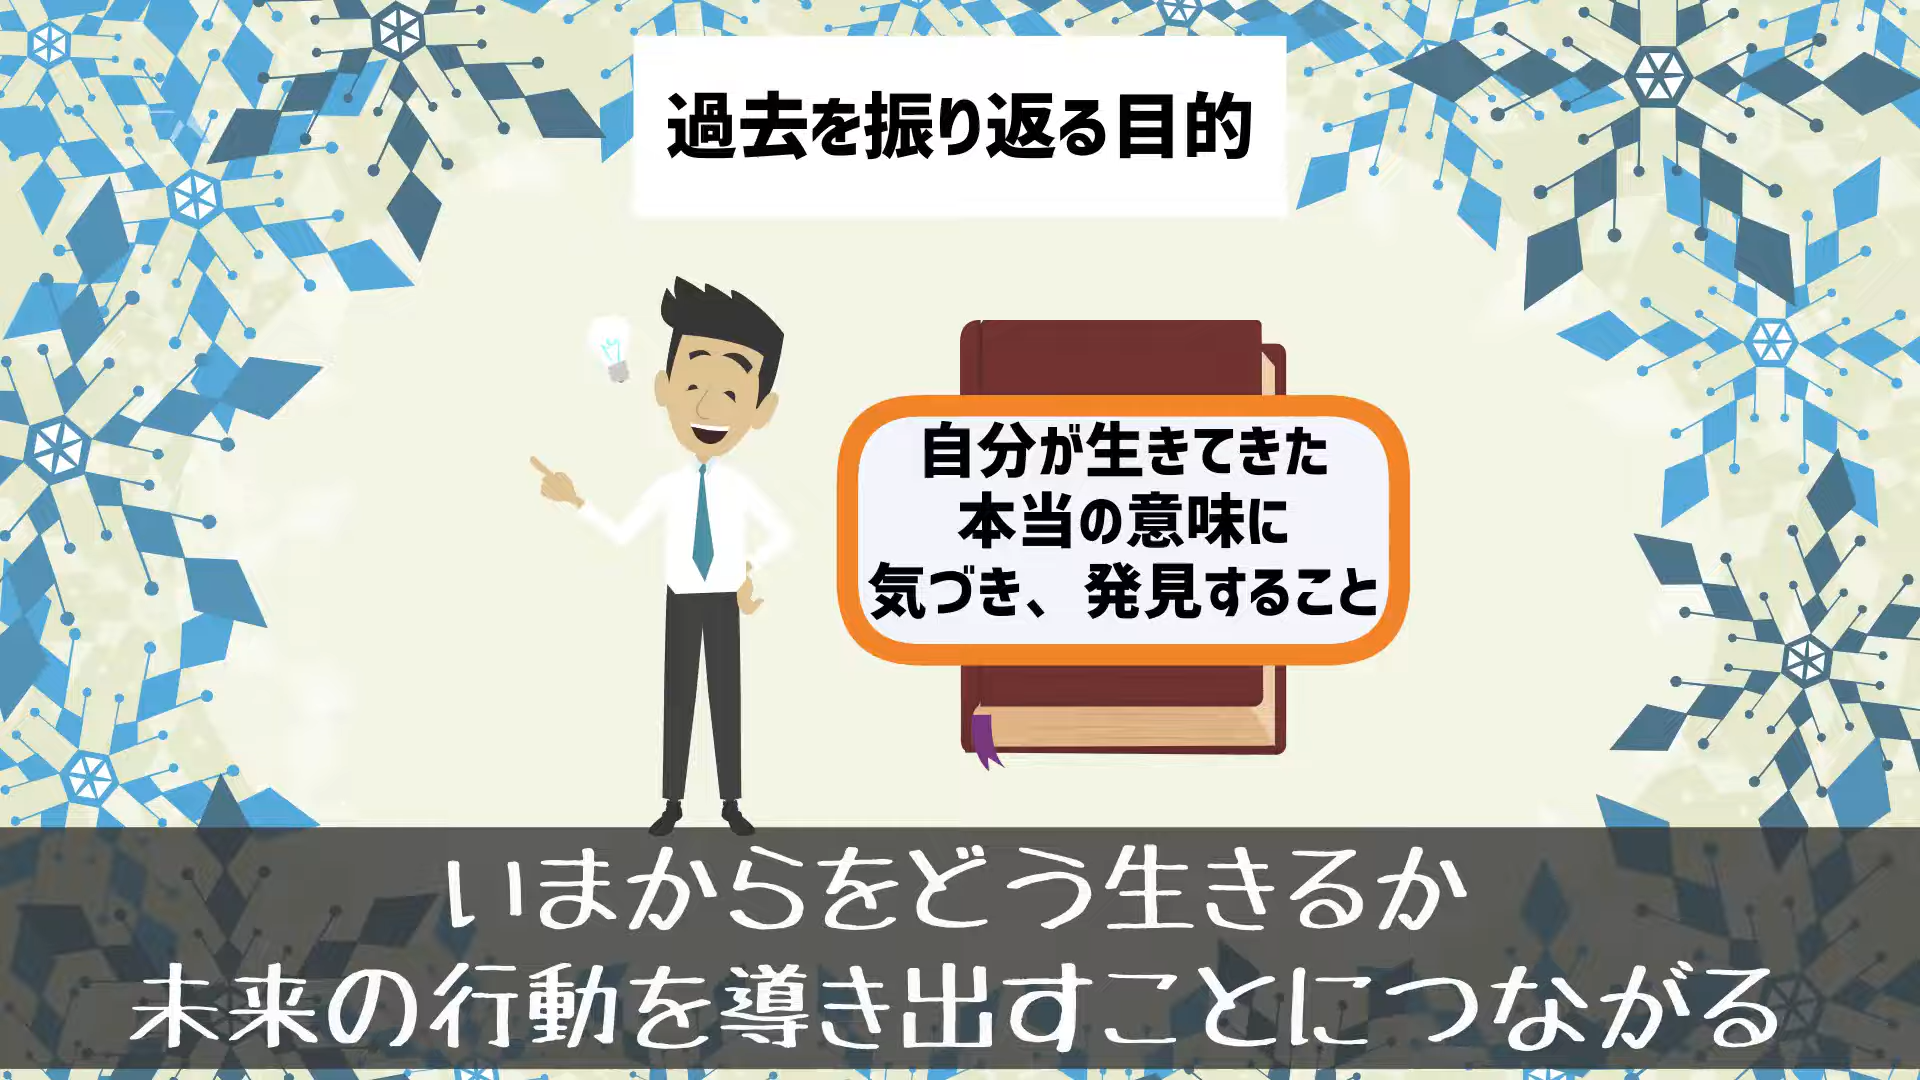 過去を振り返る目的
自分が生きてきた
本当の意味に
気づき、発見すること
いまからをどう生きるか
未来の行動を導き出すことにつながる